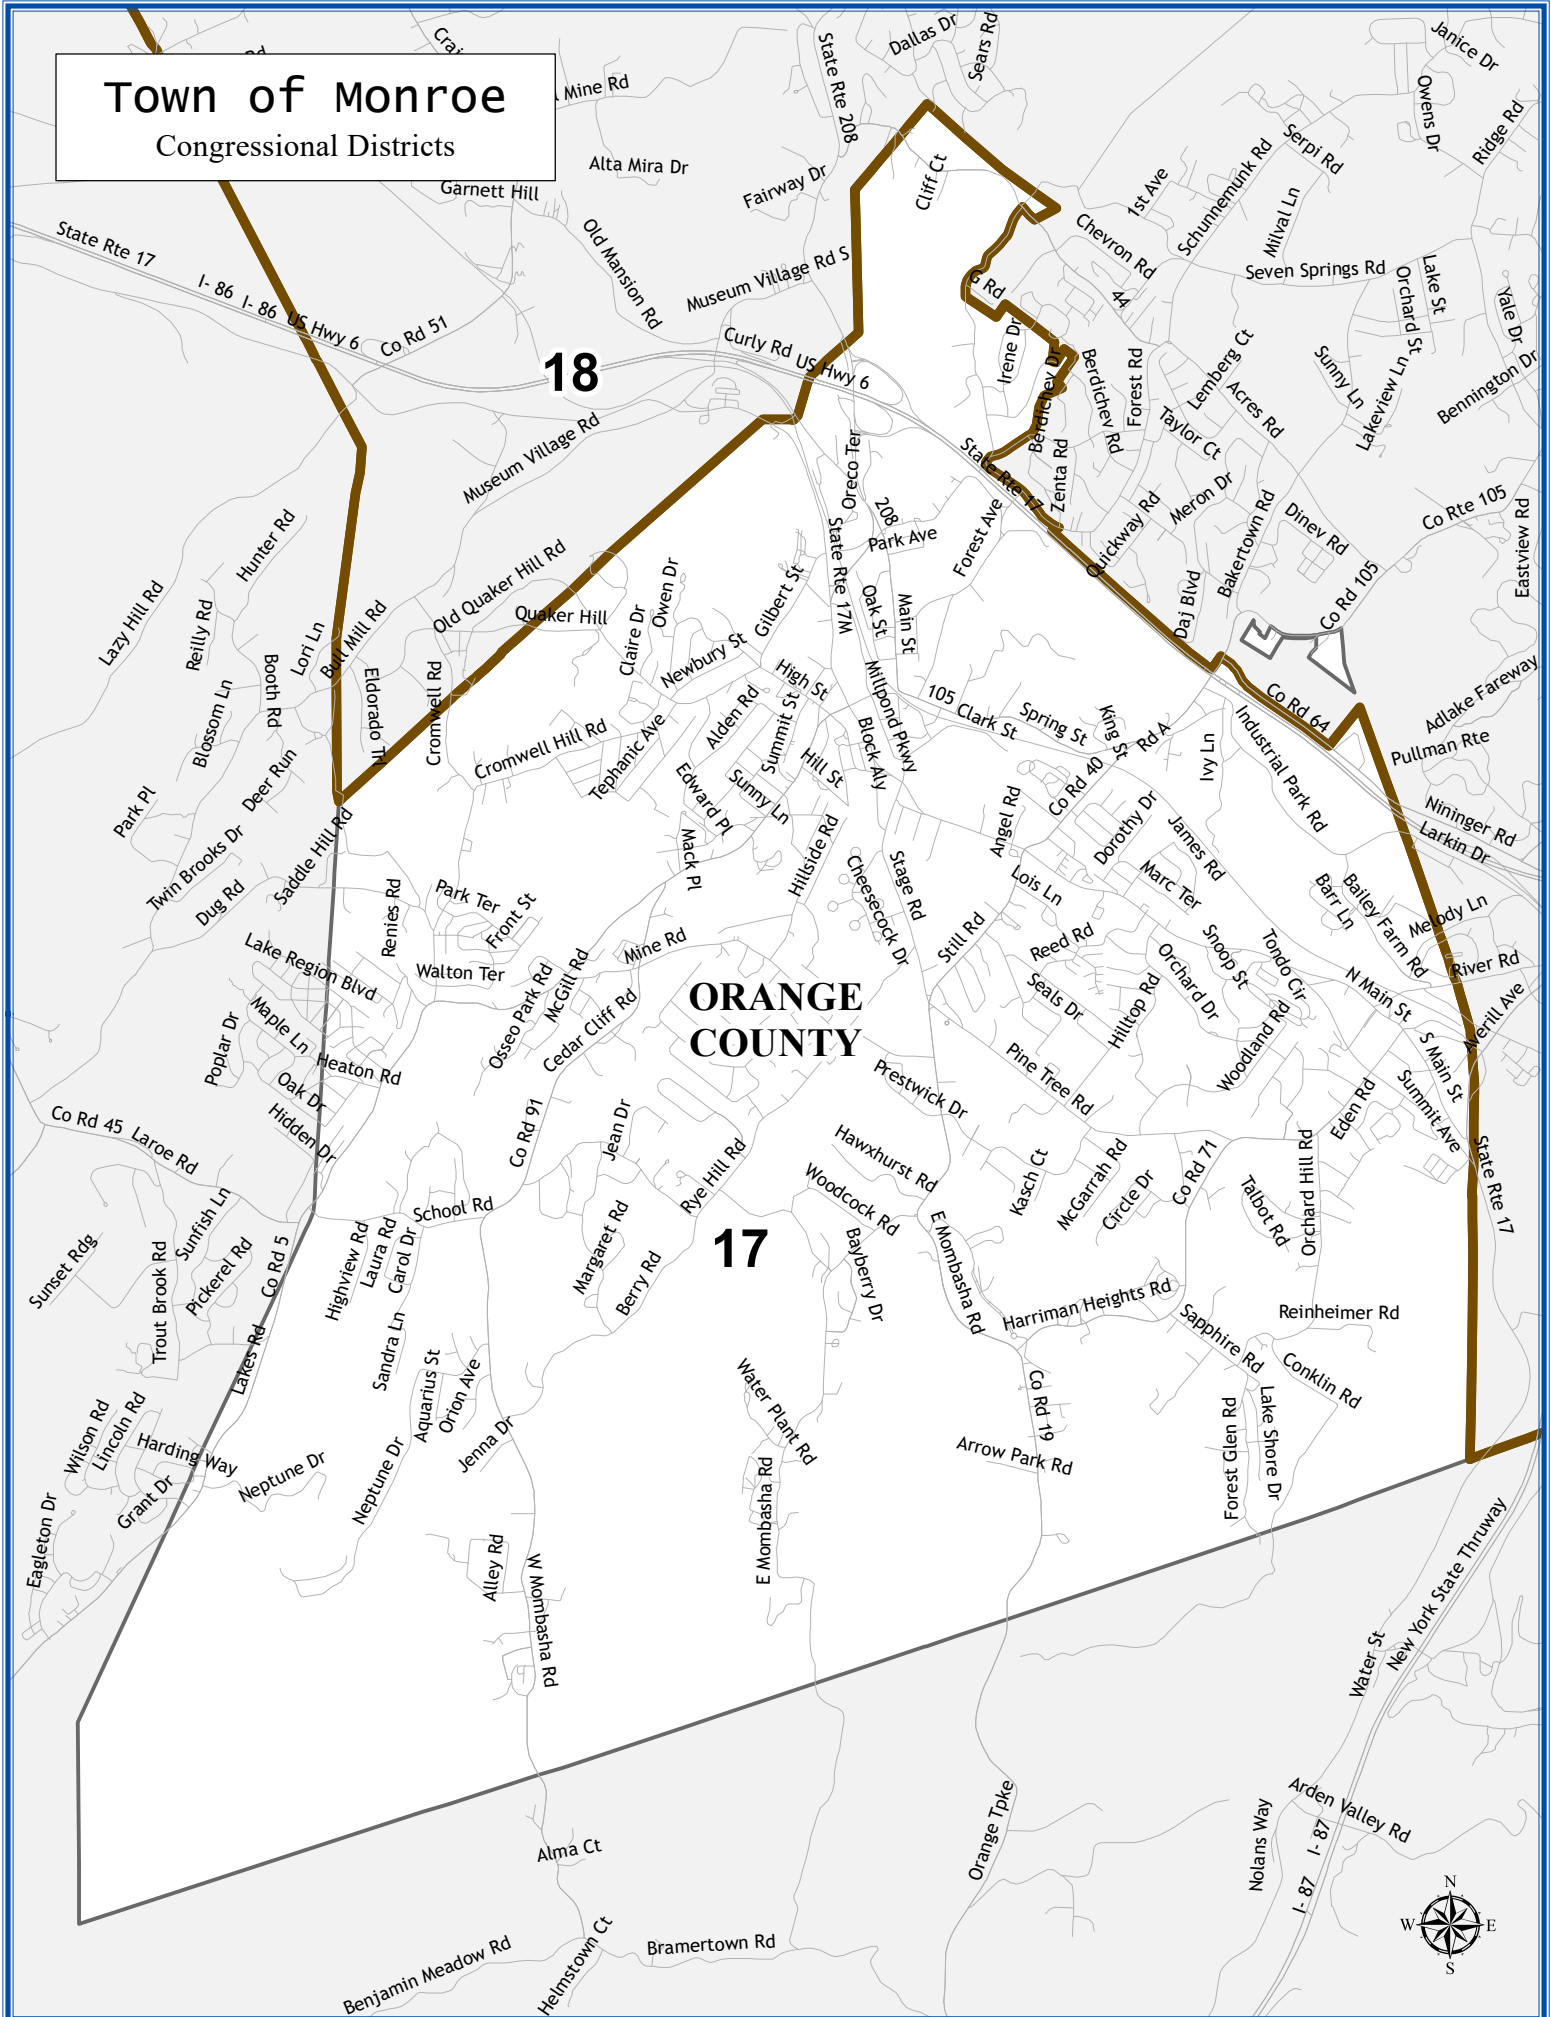 Town of Monroe
Congressional Districts
Mine Rd
State Rte 208
Dallas Dr
Sears Rd
Janice Dr
Owens Dr
Ridge Rd
Alta Mira Dr
Garnett Hill
Fairway Dr
Cliff Ct
1st Ave
Schunnemunk Rd
Serpi Rd
Milval Ln
Chevron Rd
State Rte 17
Old Mansion Rd
Museum Village Rd S
Seven Springs Rd
Lake St
Orchard St
Yale Dr
I- 86
I- 86
US Hwy 6
Co Rd 51
G Rd
44
18
Curly Rd
US Hwy 6
Irene Dr
Berdichev Dr
Berdichev Rd
Forest Rd
Lemberg Ct
Acres Rd
Sunny Ln
Lakeview Ln
Bennington Dr
Taylor Ct
Museum Village Rd
Oreco Ter
State Rte 17
Zenta Rd
Quickway Rd
Meron Dr
Bakertown Rd
Dinev Rd
Co Rte 105
Eastview Rd
208
Park Ave
Forest Ave
Hunter Rd
State Rte 17M
Lazy Hill Rd
Reilly Rd
Lori Ln
Bull Mill Rd
Old Quaker Hill Rd
Quaker Hill
Claire Dr
Owen Dr
Gilbert St
Oak St
Main St
Daj Blvd
Co Rd 105
Booth Rd
Blossom Ln
Eldorado Trl
Cromwell Rd
Newbury St
High St
Millpond Pkwy
105
Clark St
Spring St
King St
Rd A
Co Rd 64
Adlake Fareway
Pullman Rte
Alden Rd
Summit St
Block Aly
Cromwell Hill Rd
Tephanic Ave
Hill St
Sunny Ln
Edward Pl
Ivy Ln
Industrial Park Rd
Deer Run
Park Pl
Co Rd 40
Angel Rd
Dorothy Dr
James Rd
Nininger Rd
Larkin Dr
Twin Brooks Dr
Dug Rd
Saddle Hill Rd
Mack Pl
Hillside Rd
Cheesecock Dr
Stage Rd
Lois Ln
Marc Ter
Barr Ln
Bailey Farm Rd
Melody Ln
Renies Rd
Park Ter
Front St
Mine Rd
Still Rd
Reed Rd
Snoop St
Tondo Cir
River Rd
Lake Region Blvd
Walton Ter
Osseo Park Rd
McGill Rd
Cedar Cliff Rd
ORANGE
COUNTY
Seals Dr
Hilltop Rd
Orchard Dr
Woodland Rd
N Main St
Averill Ave
Maple Ln
Poplar Dr
Heaton Rd
Oak Dr
Hidden Dr
Pine Tree Rd
Prestwick Dr
S Main St
Summit Ave
Eden Rd
Co Rd 45
Laroe Rd
Co Rd 91
Jean Dr
Rye Hill Rd
Hawxhurst Rd
Woodcock Rd
Kasch Ct
McGarrah Rd
Circle Dr
Co Rd 71
Talbot Rd
Orchard Hill Rd
State Rte 17
School Rd
Sunset Rdg
Sunfish Ln
Trout Brook Rd
Pickerel Rd
Co Rd 5
Highview Rd
Laura Rd
Carol Dr
Margaret Rd
Berry Rd
17
Bayberry Dr
E Mombasha Rd
Harriman Heights Rd
Reinheimer Rd
Sapphire Rd
Conklin Rd
Lakes Rd
Sandra Ln
Aquarius St
Orion Ave
Water Plant Rd
Co Rd 19
Lake Shore Dr
Forest Glen Rd
Wilson Rd
Lincoln Rd
Harding Way
Grant Dr
Neptune Dr
Neptune Dr
Jenna Dr
Arrow Park Rd
E Mombasha Rd
Eagleton Dr
Alley Rd
W Mombasha Rd
New York State Thruway
Water St
Orange Tpke
Arden Valley Rd
Nolans Way
I- 87
I- 87
Alma Ct
Helmstown Ct
Bramertown Rd
Benjamin Meadow Rd
N
W
E
S